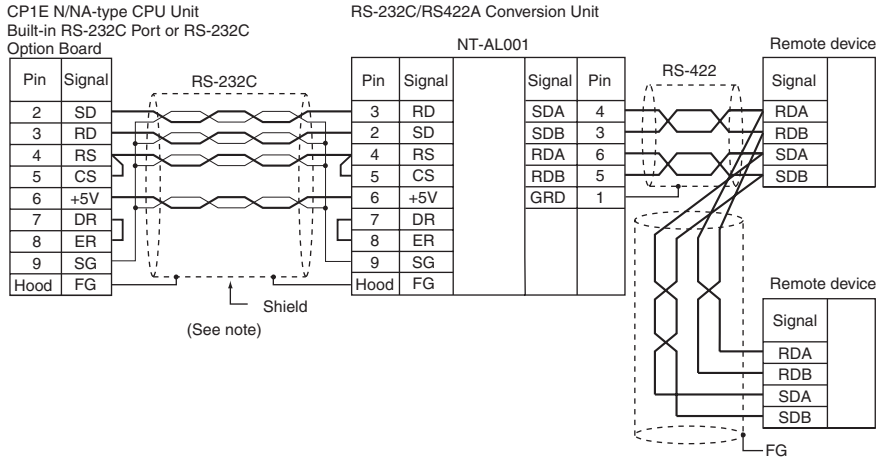 CP1E N/NA-type CPU Unit
Built-in RS-232C Port or RS-232C
Option Board
RS-232C/RS422A Conversion Unit
NT-AL001
Remote device
Pin Signal
RS-232C
Pin Signal
Signal Pin
RS-422
Signal
2 SD
3 RD
SDA 4
RDA
3 RD
2 SD
SDB 3
RDB
4 RS
4 RS
RDA 6
SDA
5 CS
5 CS
RDB 5
SDB
6 +5V
6 +5V
GRD 1
7 DR
7 DR
8 ER
8 ER
9 SG
9 SG
Hood FG
Hood FG
Shield
(See note)
Remote device
Signal
RDA
RDB
SDA
SDB
FG